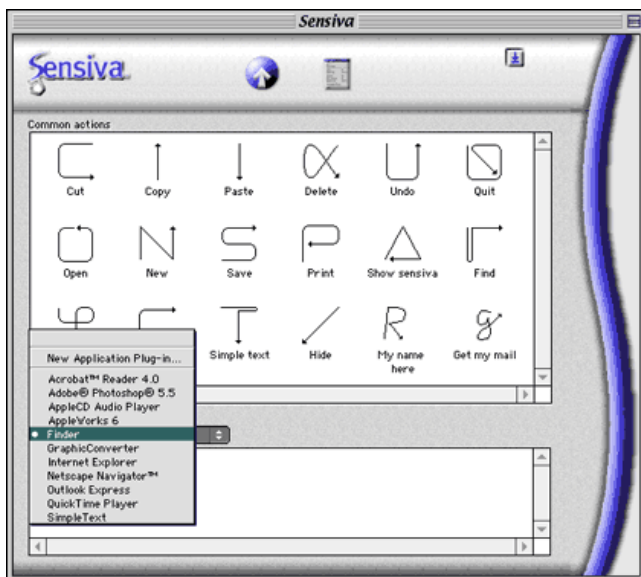 Sensiva
Sensiva
Common actions
Cut Copy Paste Delete Undo Quit
Open New Save Print Show sensiva Find
Simple text Hide My name here Get my mail
New Application Plug-in...
Acrobat™ Reader 4.0
Adobe® Photoshop® 5.5
AppleCD Audio Player
AppleWorks 6
Finder
GraphicConverter
Internet Explorer
Netscape Navigator™
Outlook Express
QuickTime Player
SimpleText